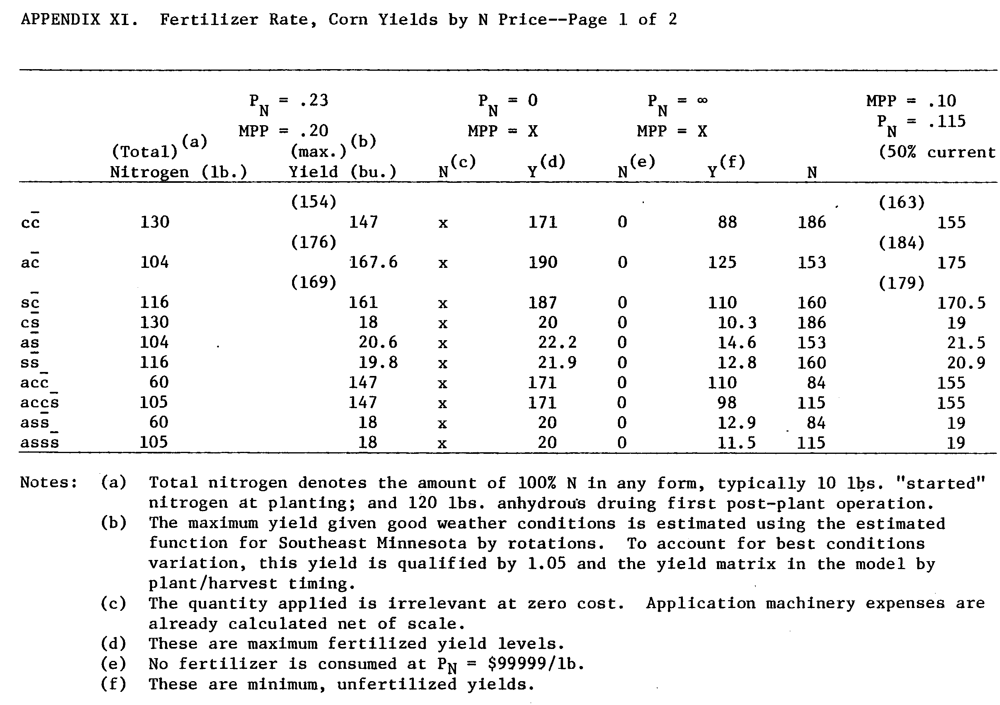 APPENDIX XI. Fertilizer Rate, Corn Yields by N Price--Page 1 of 2
P_N = .23 P_N = 0 P_N = ∞ MPP = .10
MPP = .20 MPP = X MPP = X P_N = .115
(Total)(a) (max.)(b) (50% current
Nitrogen (lb.) Yield (bu.) N(c) Y(d) N(e) Y(f) N
(154) (163)
cc̄ 130 147 x 171 0 88 186 155
(176) (184)
ac̄ 104 167.6 x 190 0 125 153 175
(169) (179)
sc̄ 116 161 x 187 0 110 160 170.5
cs̄ 130 18 x 20 0 10.3 186 19
as̄ 104 20.6 x 22.2 0 14.6 153 21.5
ss̄ 116 19.8 x 21.9 0 12.8 160 20.9
acc̄ 60 147 x 171 0 110 84 155
accs̄ 105 147 x 171 0 98 115 155
ass̄ 60 18 x 20 0 12.9 84 19
asss̄ 105 18 x 20 0 11.5 115 19
Notes: (a) Total nitrogen denotes the amount of 100% N in any form, typically 10 lbs. "started"
nitrogen at planting; and 120 lbs. anhydrous druing first post-plant operation.
(b) The maximum yield given good weather conditions is estimated using the estimated
function for Southeast Minnesota by rotations. To account for best conditions
variation, this yield is qualified by 1.05 and the yield matrix in the model by
plant/harvest timing.
(c) The quantity applied is irrelevant at zero cost. Application machinery expenses are
already calculated net of scale.
(d) These are maximum fertilized yield levels.
(e) No fertilizer is consumed at P_N = $99999/lb.
(f) These are minimum, unfertilized yields.